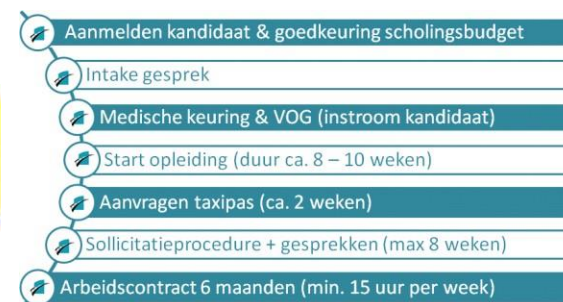 Aanmelden kandidaat & goedkeuring scholingsbudget
Intake gesprek
Medische keuring & VOG (instroom kandidaat)
Start opleiding (duur ca. 8 – 10 weken)
Aanvragen taxipas (ca. 2 weken)
Sollicitatieprocedure + gesprekken (max 8 weken)
Arbeidscontract 6 maanden (min. 15 uur per week)